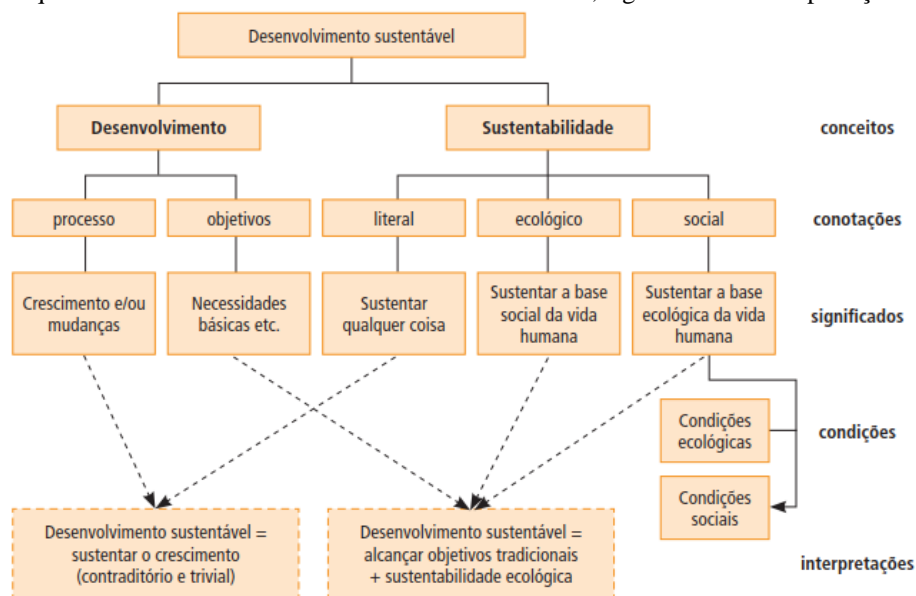 Desenvolvimento sustentável
Desenvolvimento
Sustentabilidade
conceitos
processo
objetivos
literal
ecológico
social
conotações
Crescimento e/ou
mudanças
Necessidades
básicas etc.
Sustentar
qualquer coisa
Sustentar a base
social da vida
humana
Sustentar a base
ecológica da vida
humana
significados
Condições
ecológicas
condições
Condições
sociais
Desenvolvimento sustentável =
sustentar o crescimento
(contraditório e trivial)
Desenvolvimento sustentável =
alcançar objetivos tradicionais
+ sustentabilidade ecológica
interpretações